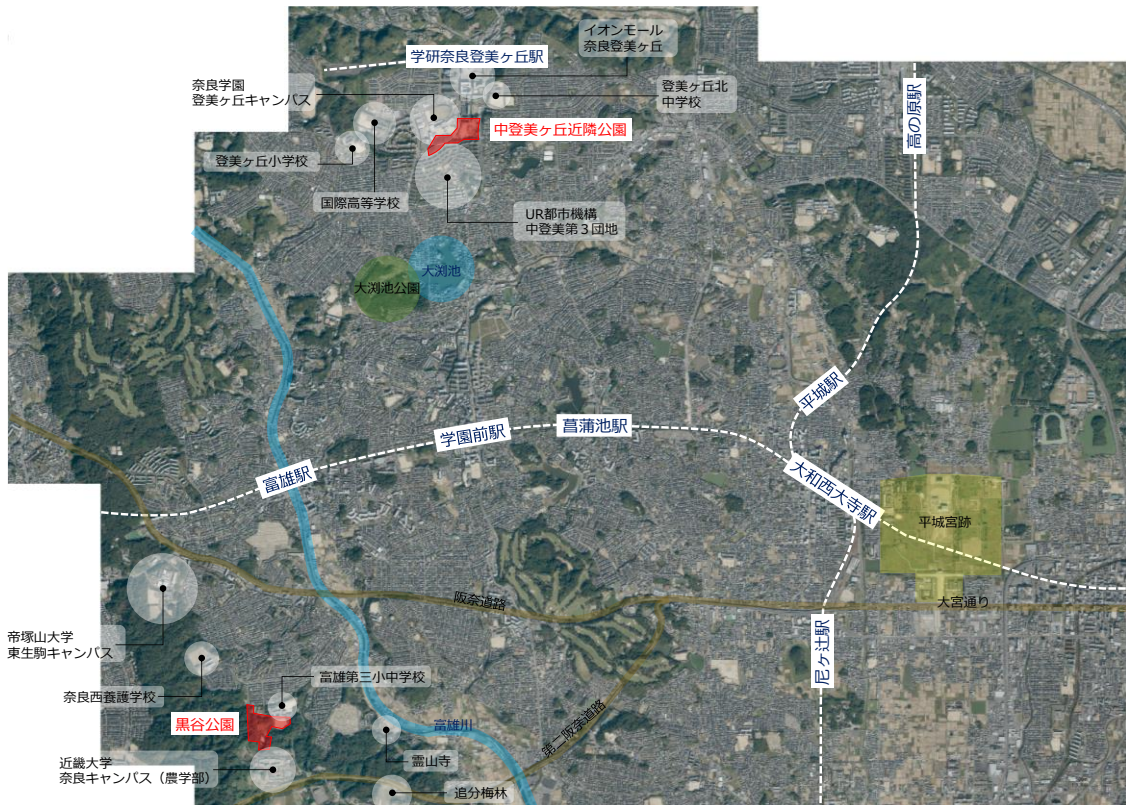 イオンモール
奈良登美ヶ丘
学研奈良登美ヶ丘駅
奈良学園
登美ヶ丘キャンパス
登美ヶ丘北
中学校
中登美ヶ丘近隣公園
高の原駅
登美ヶ丘小学校
国際高等学校
UR都市機構
中登美第３団地
大渕池
大渕池公園
平城駅
菖蒲池駅
学園前駅
富雄駅
大和西大寺駅
平城宮跡
阪奈道路
大宮通り
尼ケ辻駅
帝塚山大学
東生駒キャンパス
奈良西養護学校
富雄第三小中学校
黒谷公園
富雄川
第二阪奈道路
霊山寺
近畿大学
奈良キャンパス（農学部）
追分梅林